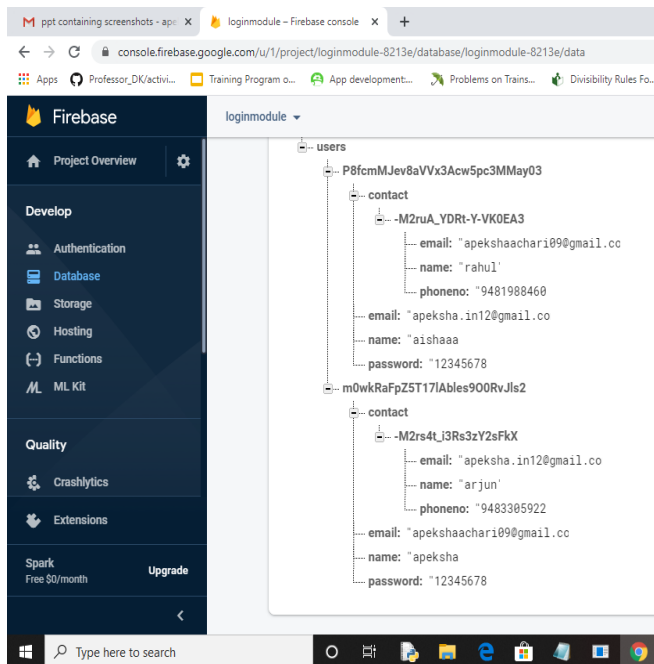 ppt containing screenshots - ape
loginmodule – Firebase console
console.firebase.google.com/u/1/project/loginmodule-8213e/database/loginmodule-8213e/data
Apps Professor_DK/activi... Training Program o... App development:... Problems on Trains... Divisibility Rules Fo..
Firebase
loginmodule
Project Overview
Develop
Authentication
Database
Storage
Hosting
Functions
ML Kit
Quality
Crashlytics
Extensions
Spark
Free $0/month
Upgrade
users
P8fcmMJev8aVVx3Acw5pc3MMay03
contact
-M2ruA_YDRt-Y-VK0EA3
email: "apekshaachari09@gmail.cc
name: "rahul'
phoneno: "9481988460
email: "apeksha.in12@gmail.co
name: "aishaaa
password: "12345678
m0wkRaFpZ5T17lAbles9O0RvJls2
contact
-M2rs4t_i3Rs3zY2sFkX
email: "apeksha.in12@gmail.co
name: "arjun'
phoneno: "9483305922
email: "apekshaachari09@gmail.cc
name: "apeksha
password: "12345678
Type here to search